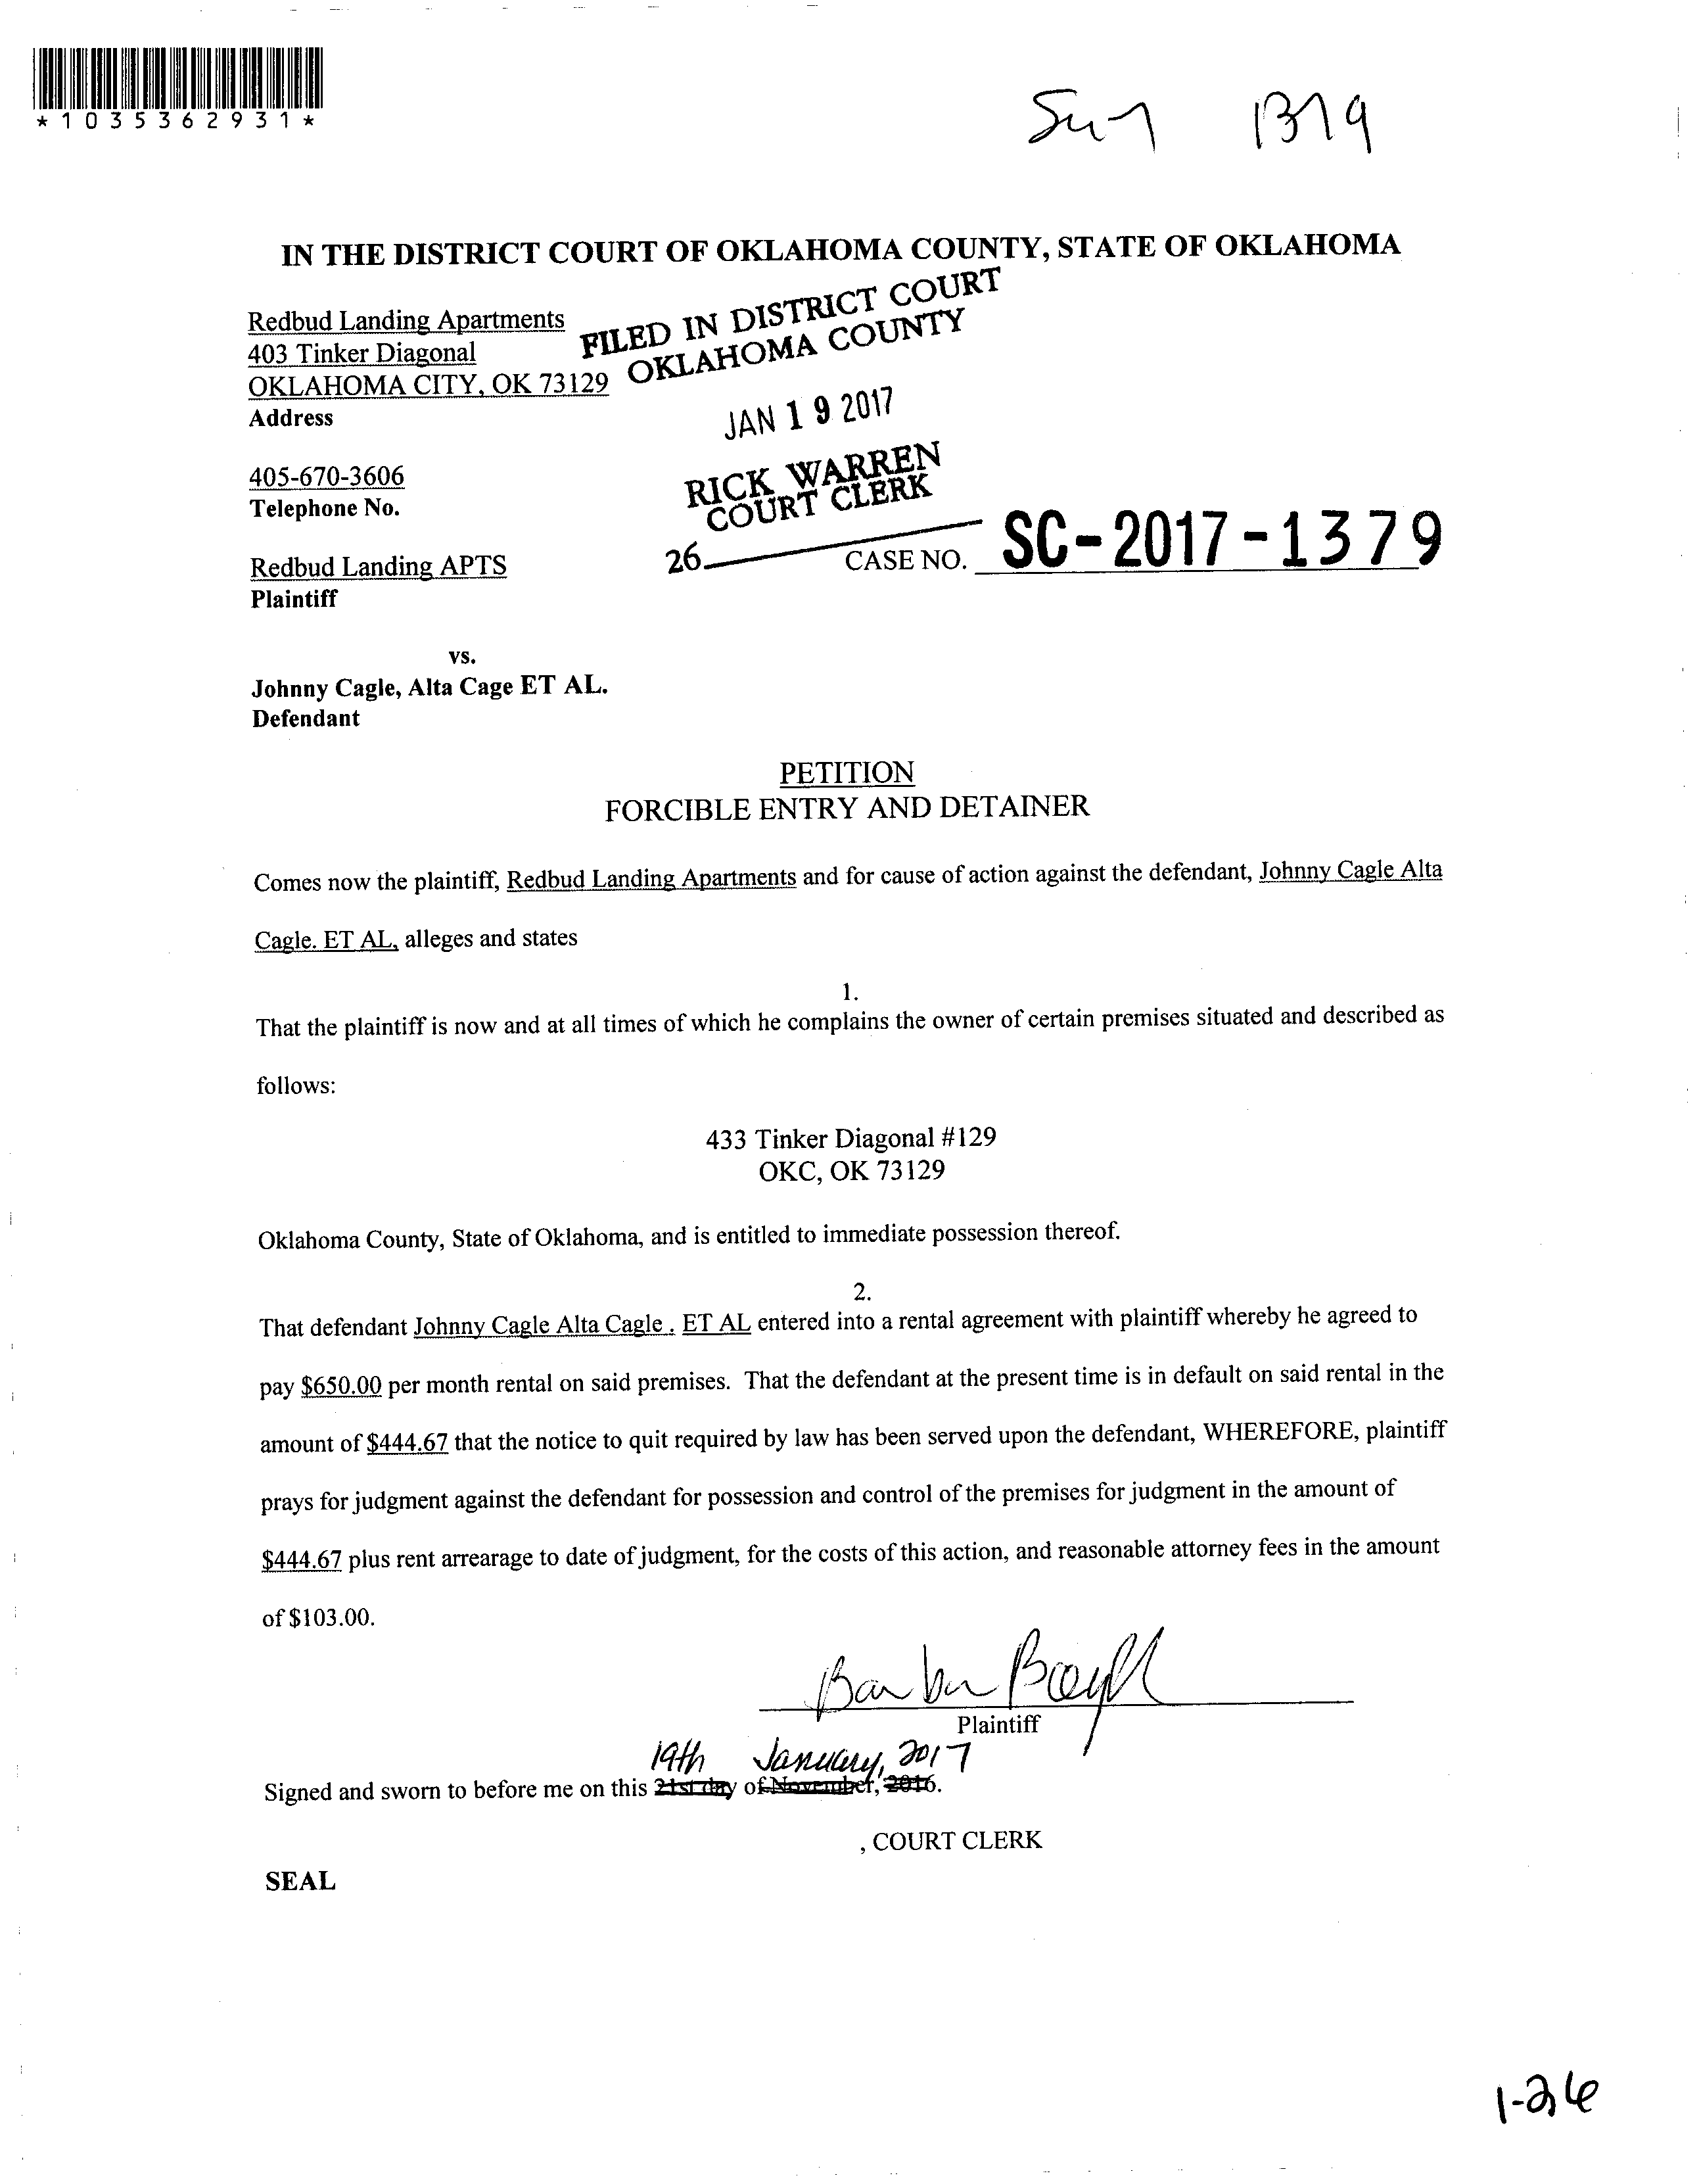 *1035362931*
1379
IN THE DISTRICT COURT OF OKLAHOMA COUNTY, STATE OF OKLAHOMA
Redbud Landing Apartments
403 Tinker Diagonal
OKLAHOMA CITY, OK 73129
Address
FILED IN DISTRICT COURT
OKLAHOMA COUNTY
JAN 19 2017
RICK WARREN
COURT CLERK
26
405-670-3606
Telephone No.
CASE NO. SC-2017-1379
Redbud Landing APTS
Plaintiff
vs.
Johnny Cagle, Alta Cage ET AL.
Defendant
PETITION
FORCIBLE ENTRY AND DETAINER
Comes now the plaintiff, Redbud Landing Apartments and for cause of action against the defendant, Johnny Cagle Alta
Cagle. ET AL, alleges and states
1.
That the plaintiff is now and at all times of which he complains the owner of certain premises situated and described as
follows:
433 Tinker Diagonal #129
OKC, OK 73129
Oklahoma County, State of Oklahoma, and is entitled to immediate possession thereof.
2.
That defendant Johnny Cagle Alta Cagle , ET AL entered into a rental agreement with plaintiff whereby he agreed to
pay $650.00 per month rental on said premises. That the defendant at the present time is in default on said rental in the
amount of $444.67 that the notice to quit required by law has been served upon the defendant, WHEREFORE, plaintiff
prays for judgment against the defendant for possession and control of the premises for judgment in the amount of
$444.67 plus rent arrearage to date of judgment, for the costs of this action, and reasonable attorney fees in the amount
of $103.00.
Plaintiff
19th January, 2017
Signed and sworn to before me on this 21st day of November, 2016.
, COURT CLERK
SEAL
1-26